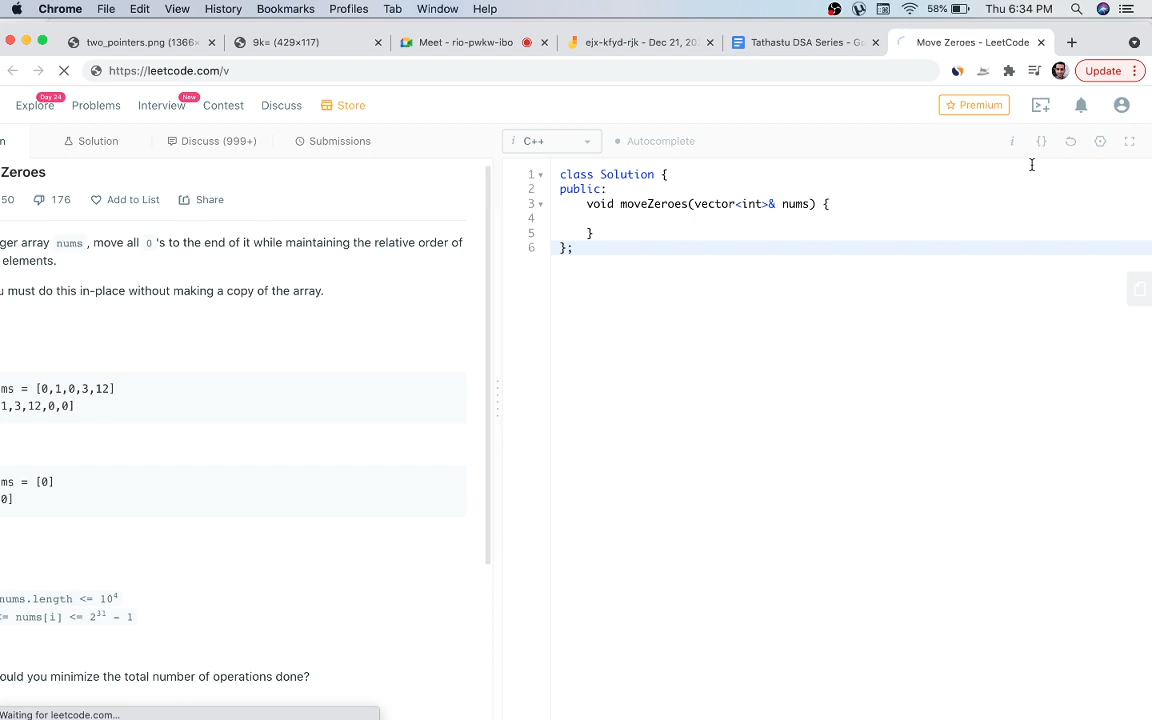 Chrome File Edit View History Bookmarks Profiles Tab Window Help 58% Thu 6:34 PM
two_pointers.png (1366× 9k= (429×117) Meet - rio-pwkw-ibo ejx-kfyd-rjk - Dec 21, 20 Tathastu DSA Series - Go Move Zeroes - LeetCode
https://leetcode.com/v Update
Day 24 New
Explore Problems Interview Contest Discuss Store Premium
n Solution Discuss (999+) Submissions i C++ Autocomplete i {}
Zeroes
50 176 Add to List Share
ger array nums , move all 0 's to the end of it while maintaining the relative order of
elements.
u must do this in-place without making a copy of the array.
ms = [0,1,0,3,12]
1,3,12,0,0]
ms = [0]
0]
nums.length <= 10⁴
<= nums[i] <= 2³¹ - 1
ould you minimize the total number of operations done?
Waiting for leetcode.com...
1 class Solution {
2 public:
3 void moveZeroes(vector<int>& nums) {
4
5 }
6 };